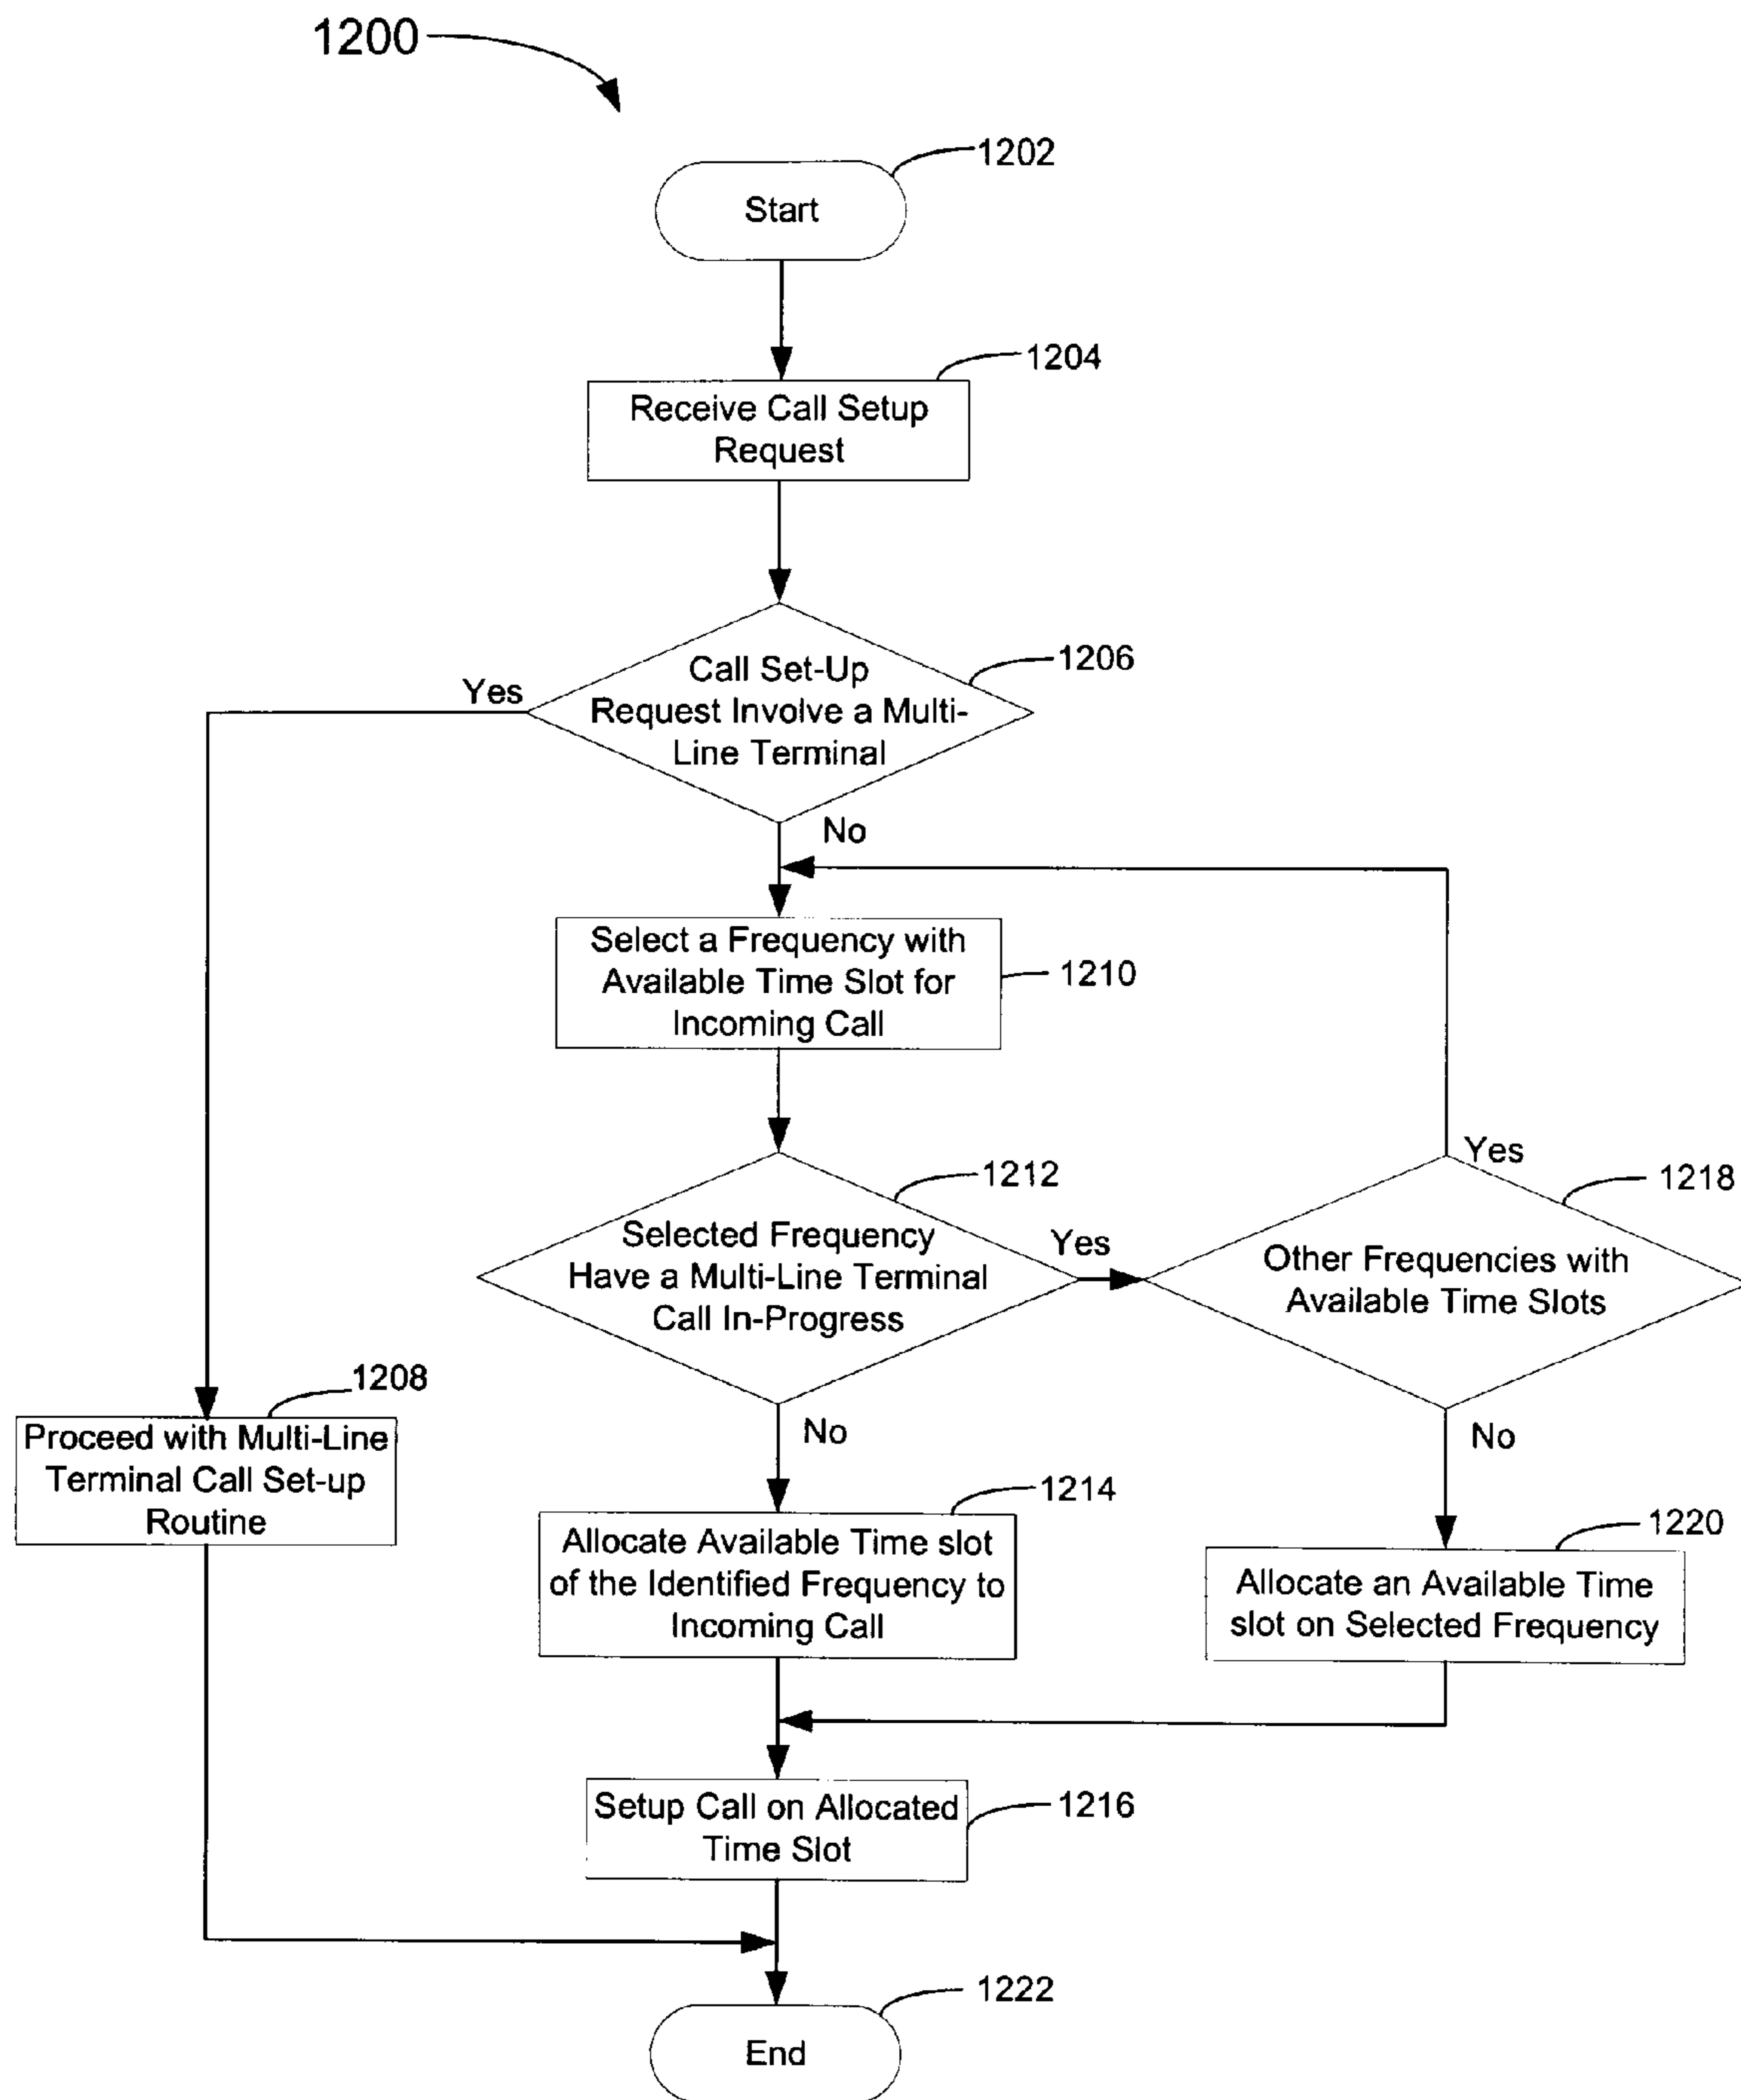 1200
1202
Start
1204
Receive Call Setup
Request
1206
Call Set-Up
Request Involve a Multi-
Line Terminal
Yes
No
Select a Frequency with
Available Time Slot for
Incoming Call
1210
1212
Selected Frequency
Have a Multi-Line Terminal
Call In-Progress
Yes
Yes
1218
Other Frequencies with
Available Time Slots
1208
Proceed with Multi-Line
Terminal Call Set-up
Routine
No
No
1214
Allocate Available Time slot
of the Identified Frequency to
Incoming Call
1220
Allocate an Available Time
slot on Selected Frequency
Setup Call on Allocated
Time Slot
1216
1222
End